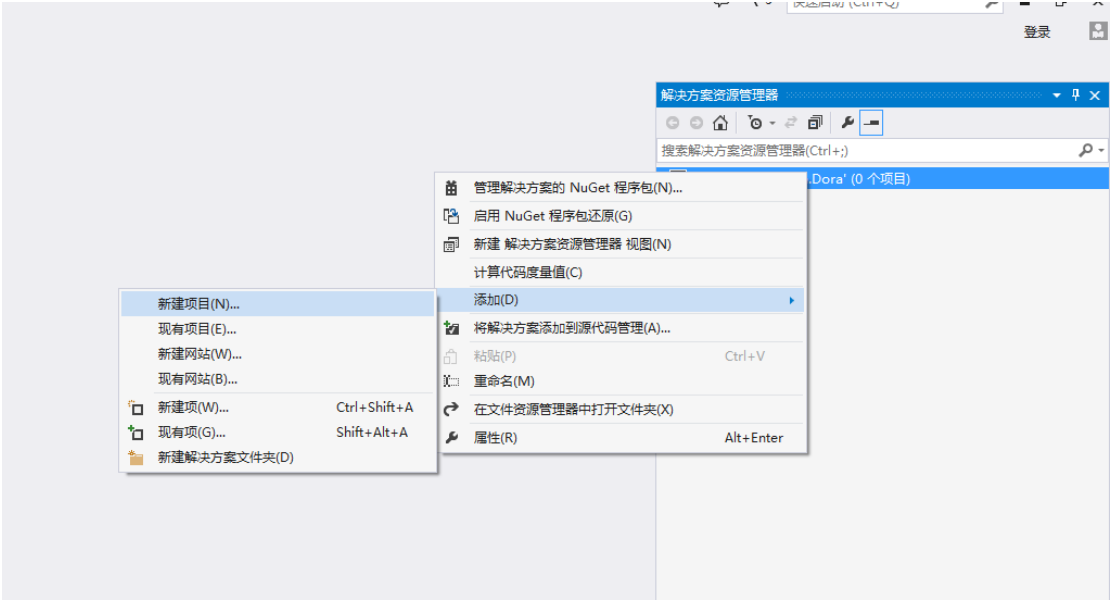 快速启动 (Ctrl+Q)
登录
解决方案资源管理器
搜索解决方案资源管理器(Ctrl+;)
.Dora' (0 个项目)
管理解决方案的 NuGet 程序包(N)...
启用 NuGet 程序包还原(G)
新建 解决方案资源管理器 视图(N)
计算代码度量值(C)
添加(D)
将解决方案添加到源代码管理(A)...
粘贴(P) Ctrl+V
重命名(M)
在文件资源管理器中打开文件夹(X)
属性(R) Alt+Enter
新建项目(N)...
现有项目(E)...
新建网站(W)...
现有网站(B)...
新建项(W)... Ctrl+Shift+A
现有项(G)... Shift+Alt+A
新建解决方案文件夹(D)